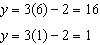 y = 3(6) − 2 = 16
y = 3(1) − 2 = 1